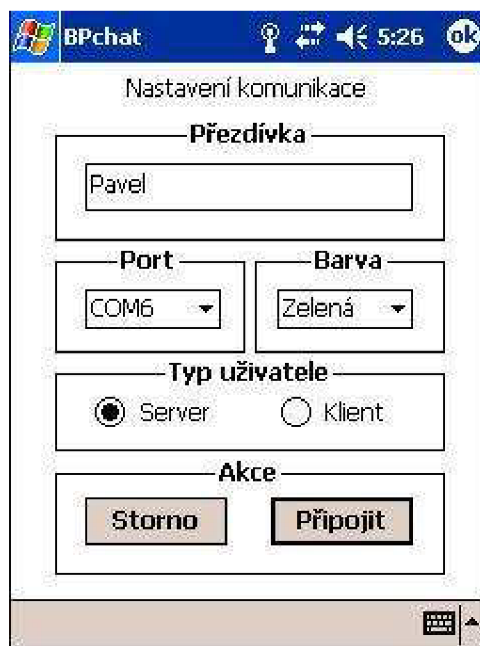 BPchat 5:26 ok
Nastavení komunikace
Přezdívka
Pavel
Port Barva
COM6 Zelená
Typ uživatele
Server Klient
Akce
Storno Připojit